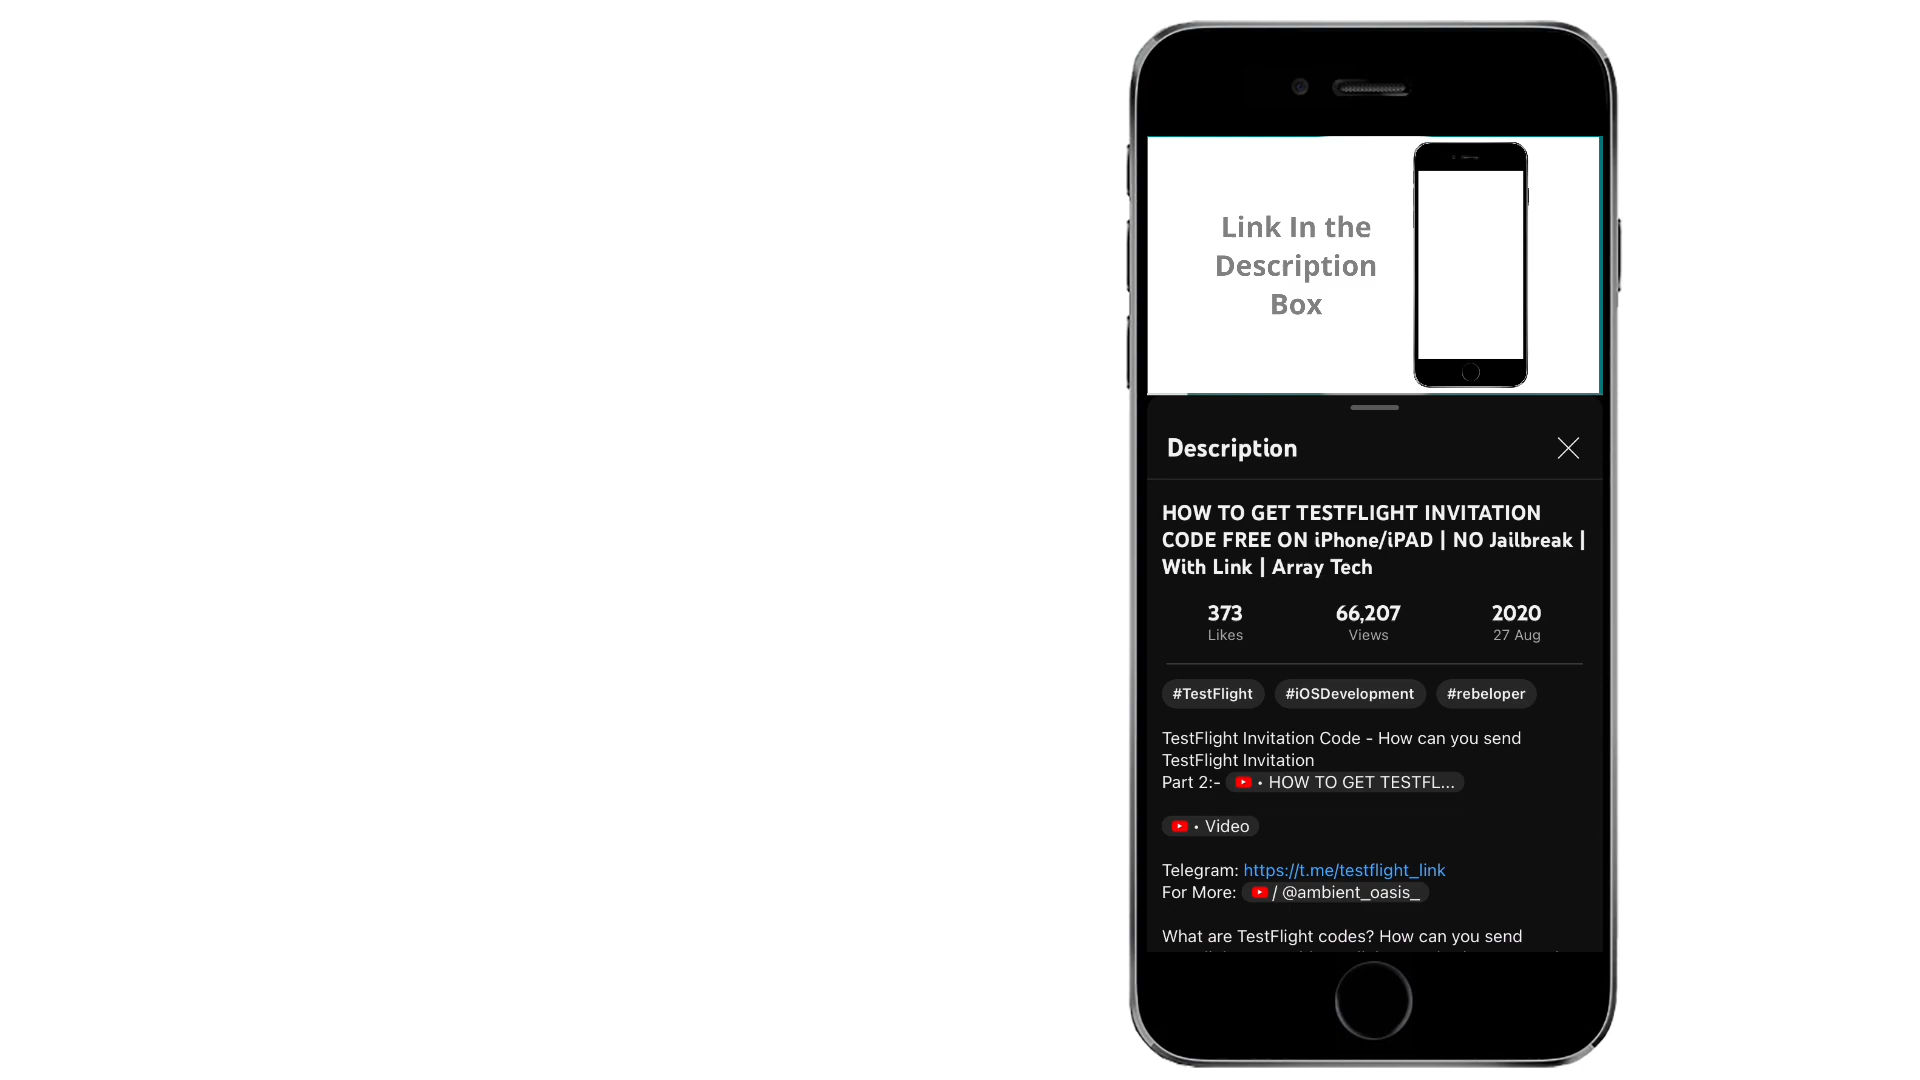 Link In the
Description
Box
Description
HOW TO GET TESTFLIGHT INVITATION
CODE FREE ON iPhone/iPAD | NO Jailbreak |
With Link | Array Tech
373 66,207 2020
Likes Views 27 Aug
#TestFlight #iOSDevelopment #rebeloper
TestFlight Invitation Code - How can you send
TestFlight Invitation
Part 2:- • HOW TO GET TESTFL...
• Video
Telegram: https://t.me/testflight_link
For More: / @ambient_oasis_
What are TestFlight codes? How can you send